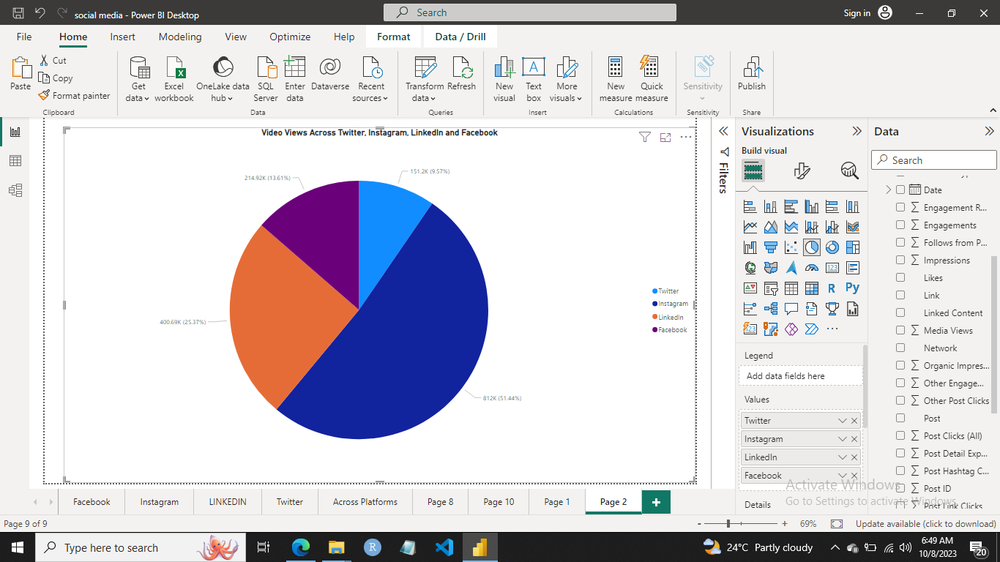 social media - Power BI Desktop
Search
Sign in
File Home Insert Modeling View Optimize Help Format Data / Drill
Paste
Cut
Copy
Format painter
Get data
Excel workbook
OneLake data hub
SQL Server
Enter data
Dataverse
Recent sources
Transform data
Refresh
New visual
Text box
More visuals
New measure
Quick measure
Sensitivity
Publish
Clipboard
Data
Queries
Insert
Calculations
Sensitivity
Share
Video Views Across Twitter, Instagram, LinkedIn and Facebook
151.2K (9.57%)
214.92K (13.61%)
400.69K (25.37%)
812K (51.44%)
Twitter
Instagram
LinkedIn
Facebook
Filters
Visualizations
Build visual
123
R
Py
123
Legend
Add data fields here
Values
Twitter
Instagram
LinkedIn
Facebook
Details
Data
Search
Date
Engagement R...
Engagements
Follows from P...
Impressions
Likes
Link
Linked Content
Media Views
Network
Organic Impres...
Other Engage...
Other Post Clicks
Post
Post Clicks (All)
Post Detail Exp...
Post Hashtag C...
Post ID
Post Link Clicks
Activate Windows
Go to Settings to activate Windows.
Facebook Instagram LINKEDIN Twitter Across Platforms Page 8 Page 10 Page 1 Page 2
Page 9 of 9
- + 69%
Update available (click to download)
Type here to search
R
24°C Partly cloudy
6:49 AM
10/8/2023
20